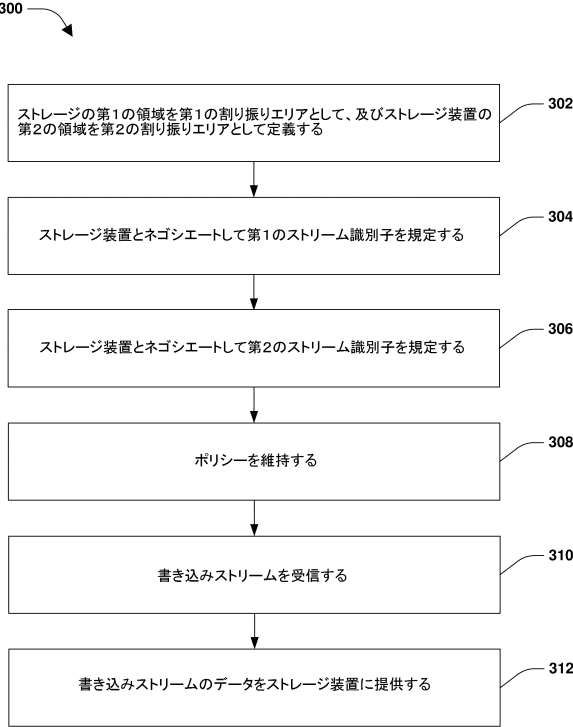 300
ストレージの第1の領域を第1の割り振りエリアとして、及びストレージ装置の
第2の領域を第2の割り振りエリアとして定義する
302
ストレージ装置とネゴシエートして第1のストリーム識別子を規定する
304
ストレージ装置とネゴシエートして第2のストリーム識別子を規定する
306
ポリシーを維持する
308
書き込みストリームを受信する
310
書き込みストリームのデータをストレージ装置に提供する
312